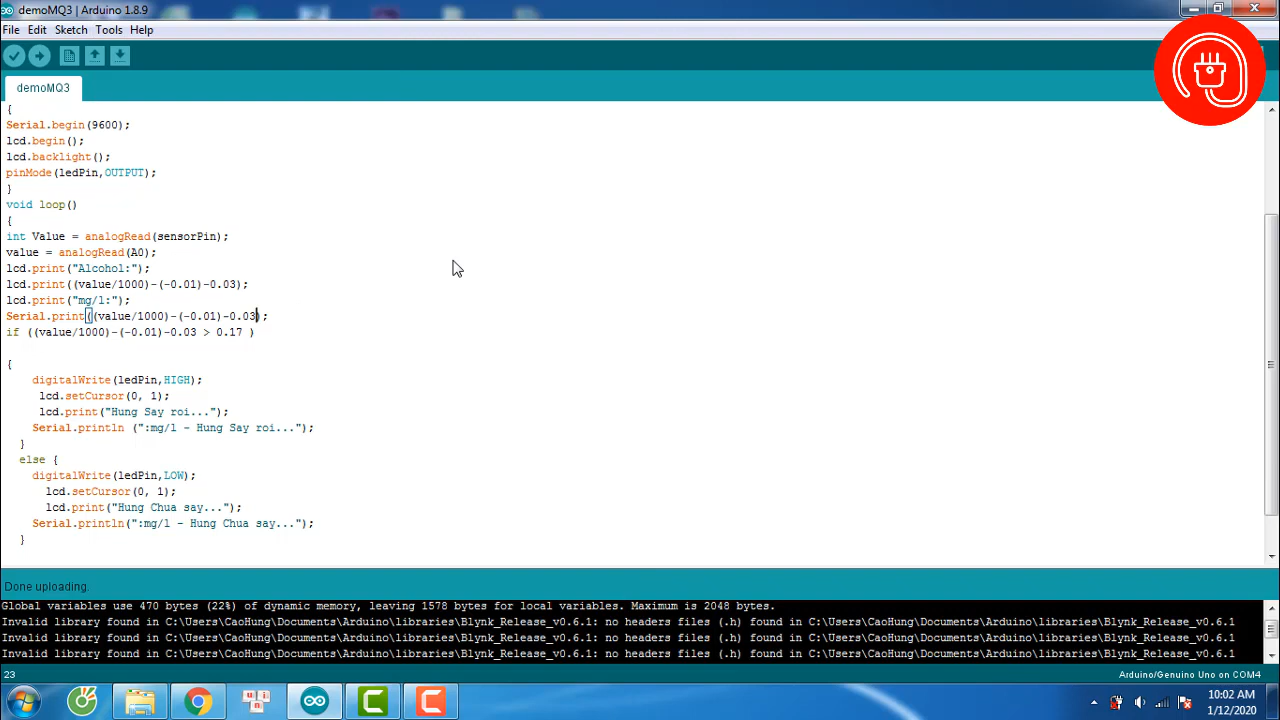 demoMQ3 | Arduino 1.8.9
File Edit Sketch Tools Help
demoMQ3
{
Serial.begin(9600);
lcd.begin();
lcd.backlight();
pinMode(ledPin,OUTPUT);
}
void loop()
{
int Value = analogRead(sensorPin);
value = analogRead(A0);
lcd.print("Alcohol:");
lcd.print((value/1000)-(-0.01)-0.03);
lcd.print("mg/l:");
Serial.print((value/1000)-(-0.01)-0.03);
if ((value/1000)-(-0.01)-0.03 > 0.17 )
{
digitalWrite(ledPin,HIGH);
lcd.setCursor(0, 1);
lcd.print("Hung Say roi...");
Serial.println (":mg/l - Hung Say roi...");
}
else {
digitalWrite(ledPin,LOW);
lcd.setCursor(0, 1);
lcd.print("Hung Chua say...");
Serial.println(":mg/l - Hung Chua say...");
}
Done uploading.
Global variables use 470 bytes (22%) of dynamic memory, leaving 1578 bytes for local variables. Maximum is 2048 bytes.
Invalid library found in C:\Users\CaoHung\Documents\Arduino\libraries\Blynk_Release_v0.6.1: no headers files (.h) found in C:\Users\CaoHung\Documents\Arduino\libraries\Blynk_Release_v0.6.1
Invalid library found in C:\Users\CaoHung\Documents\Arduino\libraries\Blynk_Release_v0.6.1: no headers files (.h) found in C:\Users\CaoHung\Documents\Arduino\libraries\Blynk_Release_v0.6.1
Invalid library found in C:\Users\CaoHung\Documents\Arduino\libraries\Blynk_Release_v0.6.1: no headers files (.h) found in C:\Users\CaoHung\Documents\Arduino\libraries\Blynk_Release_v0.6.1
23 Arduino/Genuino Uno on COM4
10:02 AM
1/12/2020